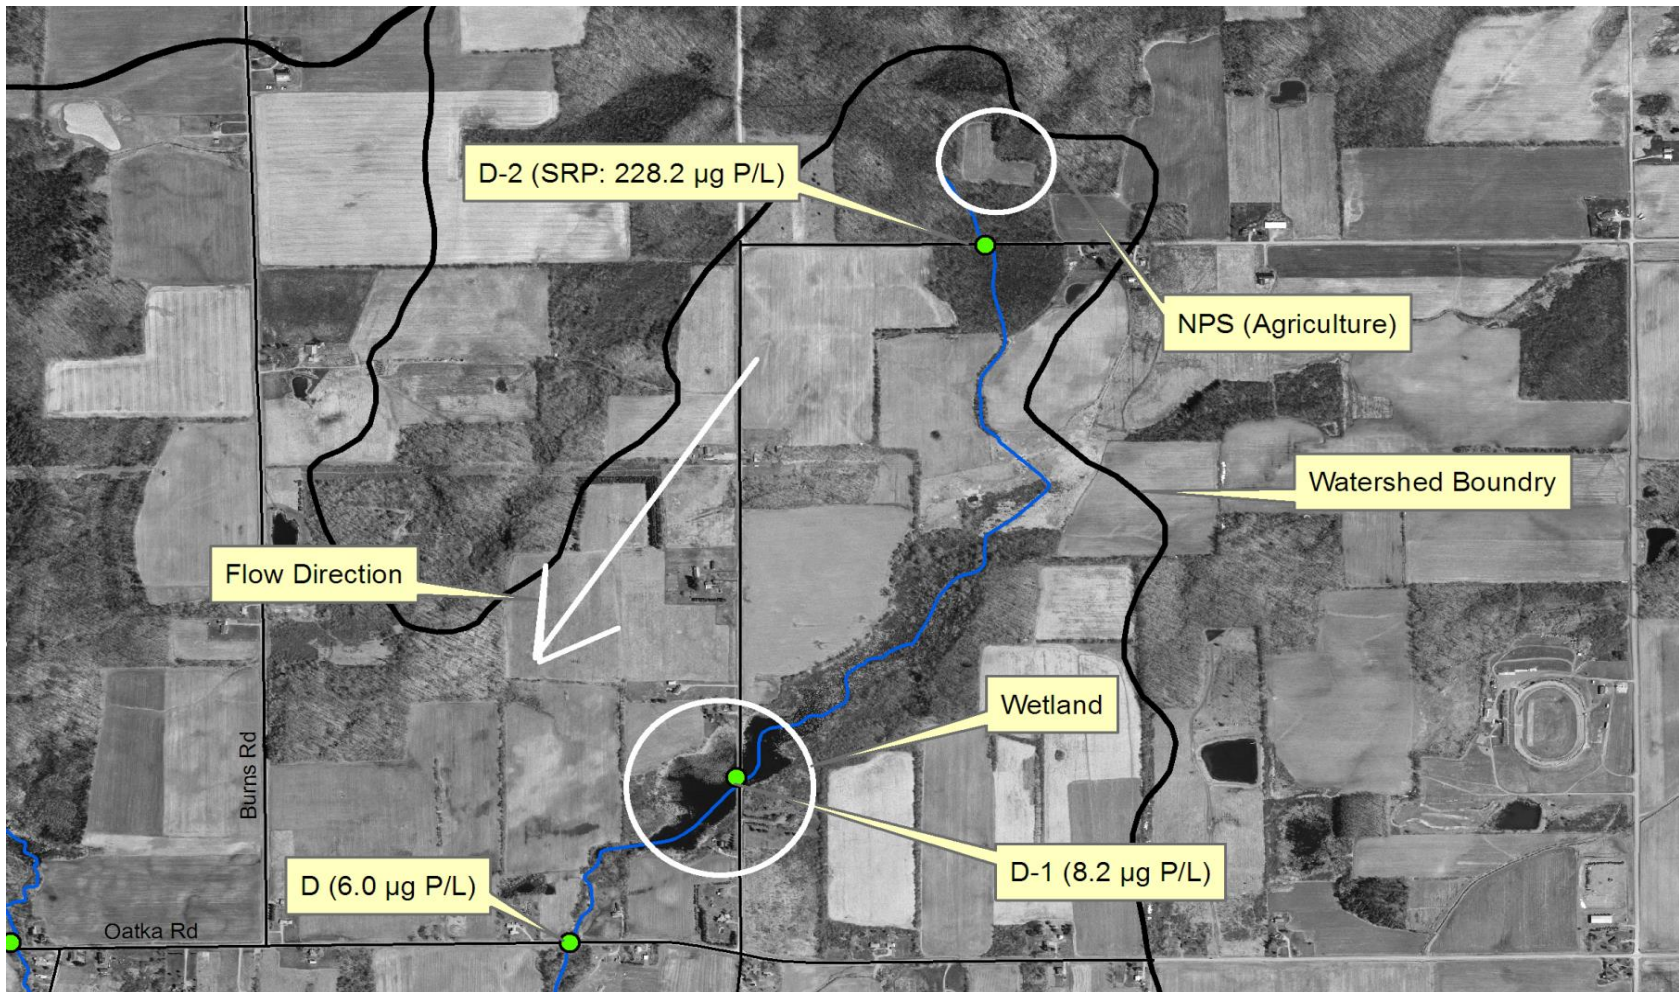 D-2 (SRP: 228.2 µg P/L)
NPS (Agriculture)
Watershed Boundry
Flow Direction
Wetland
Burns Rd
D-1 (8.2 µg P/L)
D (6.0 µg P/L)
Oatka Rd